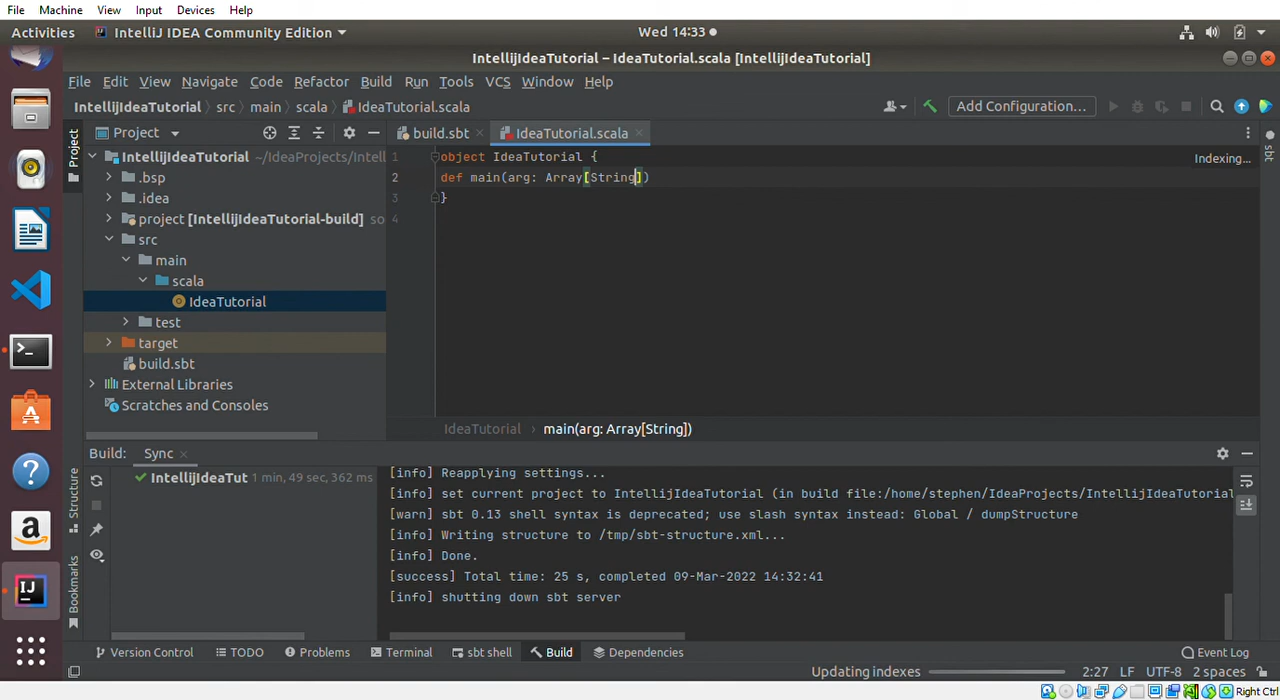 File Machine View Input Devices Help
Activities IntelliJ IDEA Community Edition Wed 14:33
IntellijIdeaTutorial – IdeaTutorial.scala [IntellijIdeaTutorial]
File Edit View Navigate Code Refactor Build Run Tools VCS Window Help
IntellijIdeaTutorial src main scala IdeaTutorial.scala Add Configuration...
Project
build.sbt IdeaTutorial.scala
Project
sbt
IntellijIdeaTutorial ~/IdeaProjects/Intell
.bsp
.idea
project [IntellijIdeaTutorial-build] so
src
main
scala
IdeaTutorial
test
target
build.sbt
External Libraries
Scratches and Consoles
1 object IdeaTutorial {
Indexing...
2 def main(arg: Array[String])
3 }
4
IdeaTutorial main(arg: Array[String])
Build: Sync
IntellijIdeaTut 1 min, 49 sec, 362 ms
[info] Reapplying settings...
[info] set current project to IntellijIdeaTutorial (in build file:/home/stephen/IdeaProjects/IntellijIdeaTutorial
[warn] sbt 0.13 shell syntax is deprecated; use slash syntax instead: Global / dumpStructure
[info] Writing structure to /tmp/sbt-structure.xml...
[info] Done.
[success] Total time: 25 s, completed 09-Mar-2022 14:32:41
[info] shutting down sbt server
Structure
Bookmarks
Version Control TODO Problems Terminal sbt shell Build Dependencies Event Log
Updating indexes 2:27 LF UTF-8 2 spaces
Right Ctrl